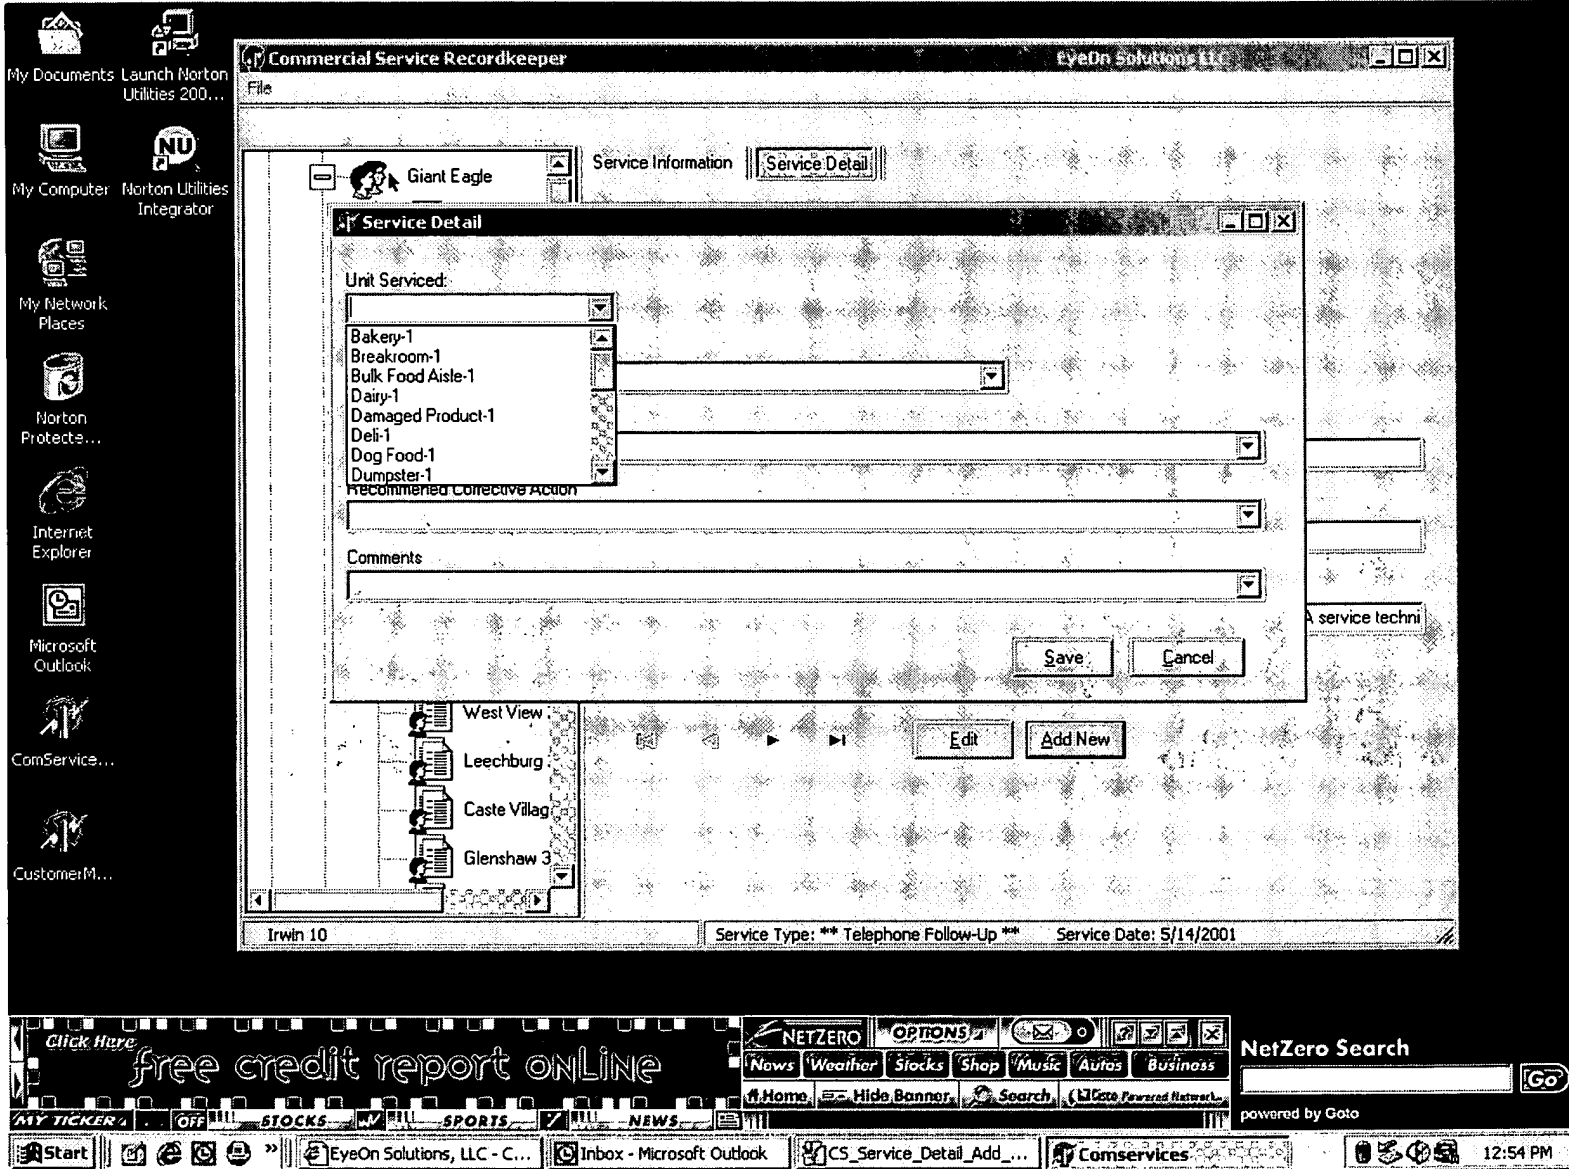 My Documents
Launch Norton
Utilities 200...
My Computer
Norton Utilities
Integrator
My Network
Places
Norton
Protecte...
Internet
Explorer
Microsoft
Outlook
ComService...
CustomerM...
Commercial Service Recordkeeper
EyeOn Solutions LLC
File
Giant Eagle
Service Information
Service Detail
Service Detail
Unit Serviced:
Bakery-1
Breakroom-1
Bulk Food Aisle-1
Dairy-1
Damaged Product-1
Deli-1
Dog Food-1
Dumpster-1
Recommened Corrective Action
Comments
A service techni
Save
Cancel
West View
Leechburg
Caste Villag
Glenshaw 3
Edit
Add New
Irwin 10
Service Type: ** Telephone Follow-Up **
Service Date: 5/14/2001
Click Here
free credit report onLine
NETZERO
OPTIONS
News
Weather
Stocks
Shop
Music
Autos
Business
Home
Hide Banner
Search
NetZero Search
Go
powered by Goto
MY TICKER
OFF
STOCKS
SPORTS
NEWS
Start
»
EyeOn Solutions, LLC - C...
Inbox - Microsoft Outlook
CS_Service_Detail_Add_...
Comservices
12:54 PM